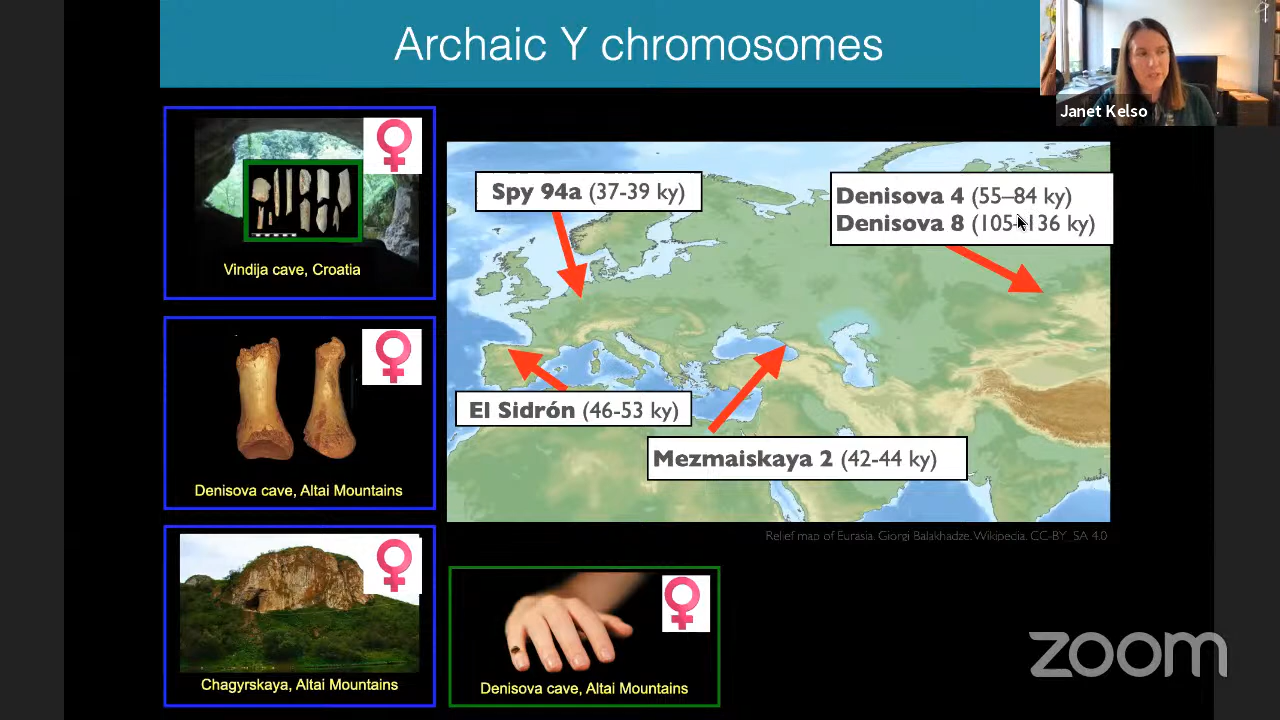 Archaic Y chromosomes
Janet Kelso
Vindija cave, Croatia
Denisova cave, Altai Mountains
Chagyrskaya, Altai Mountains
Spy 94a (37-39 ky)
Denisova 4 (55–84 ky)
Denisova 8 (105–136 ky)
El Sidrón (46-53 ky)
Mezmaiskaya 2 (42-44 ky)
Relief map of Eurasia. Giorgi Balakhadze. Wikipedia. CC-BY_SA 4.0
Denisova cave, Altai Mountains
zoom